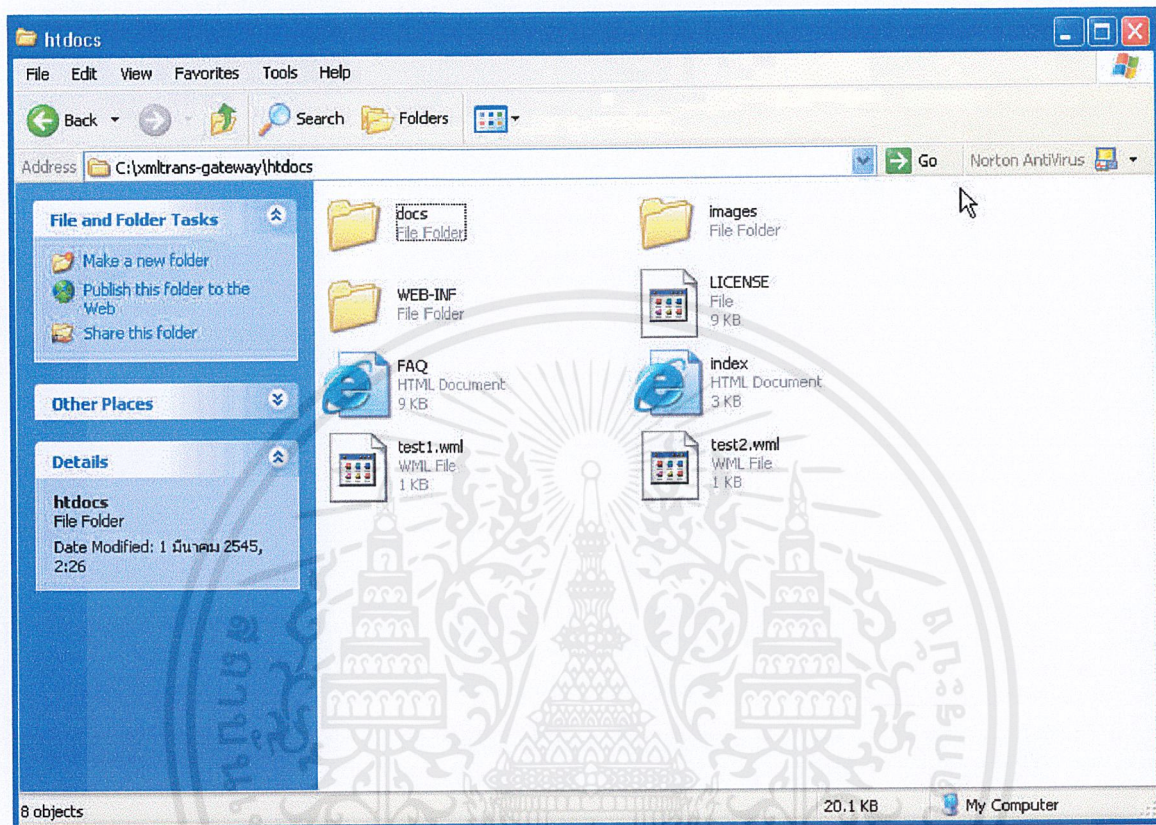 htdocs
File Edit View Favorites Tools Help
Back Search Folders
Address C:\xmltrans-gateway\htdocs Go Norton AntiVirus
File and Folder Tasks
Make a new folder
Publish this folder to the
Web
Share this folder
Other Places
Details
htdocs
File Folder
Date Modified: 1 มีนาคม 2545,
2:26
docs
File Folder
images
File Folder
WEB-INF
File Folder
LICENSE
File
9 KB
FAQ
HTML Document
9 KB
index
HTML Document
3 KB
test1.wml
WML File
1 KB
test2.wml
WML File
1 KB
8 objects 20.1 KB My Computer